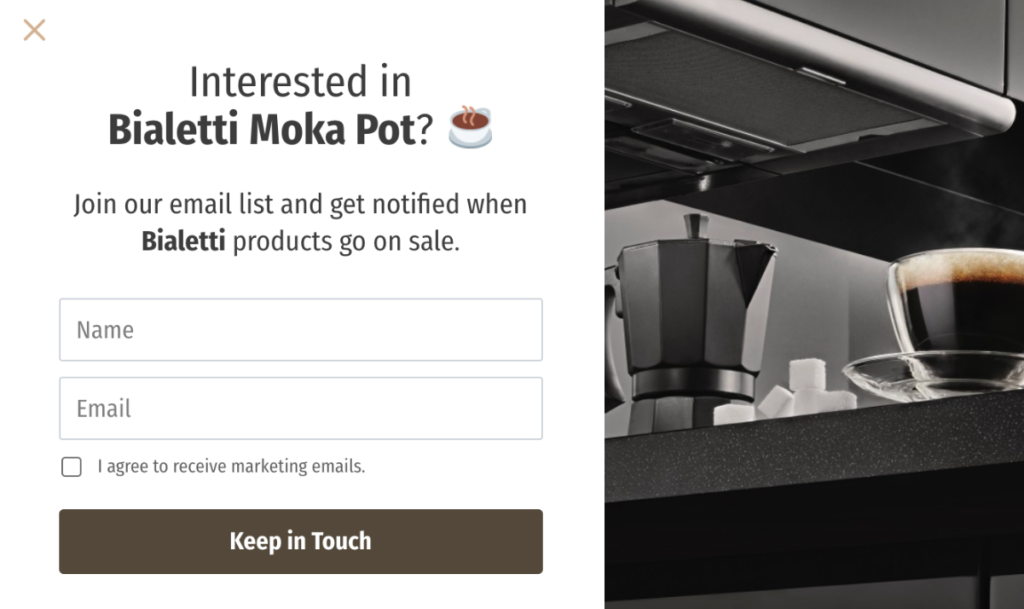 Interested in
Bialetti Moka Pot? ☕
Join our email list and get notified when
Bialetti products go on sale.
Name
Email
I agree to receive marketing emails.
Keep in Touch